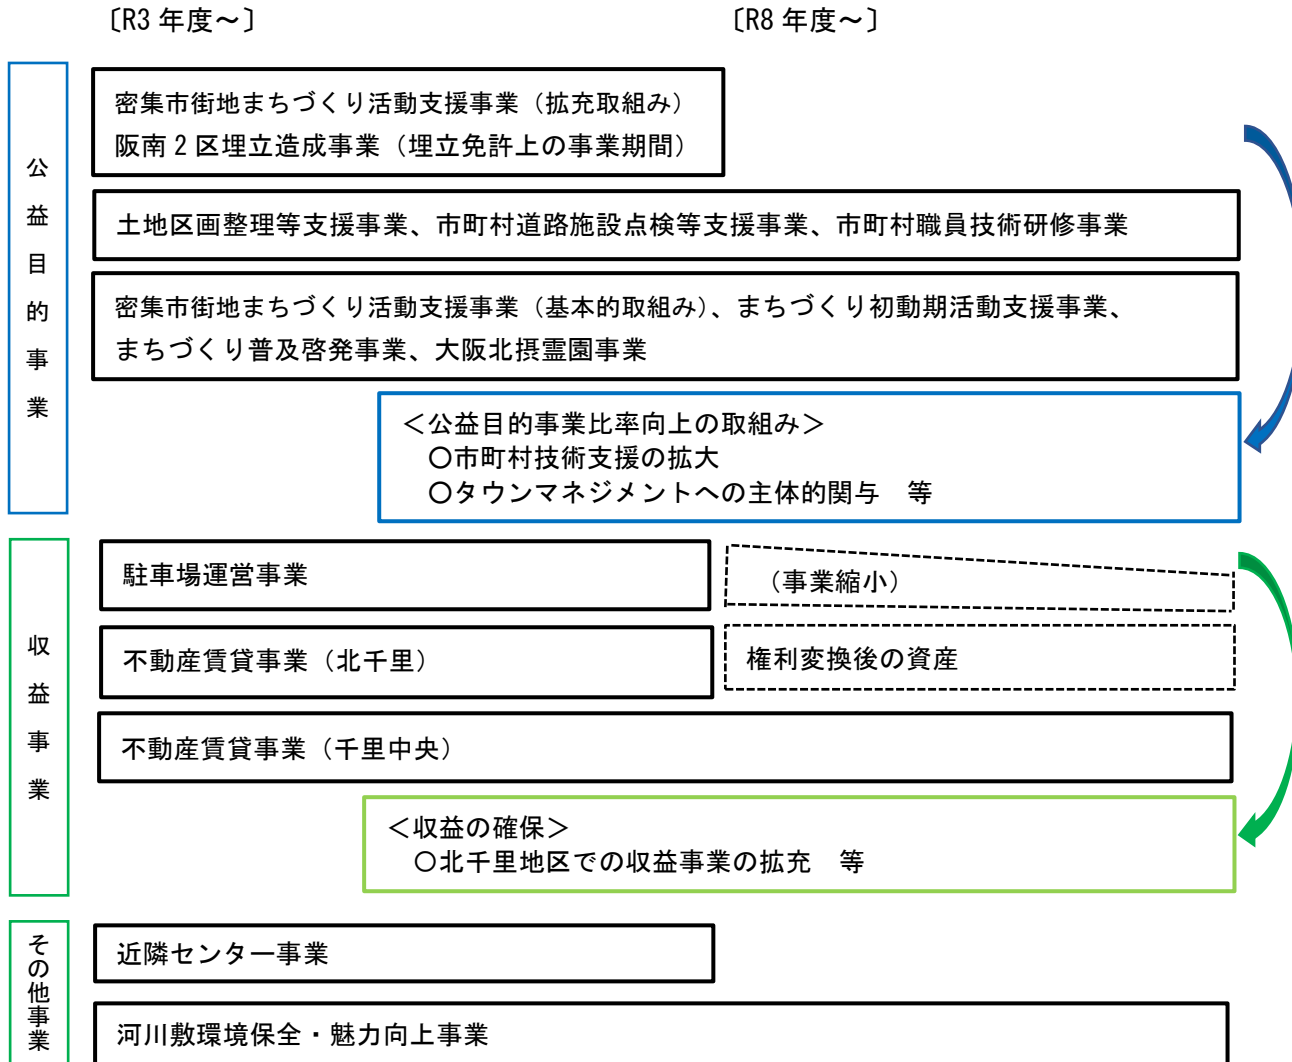 〔R3 年度～〕
〔R8 年度～〕
公益目的事業
密集市街地まちづくり活動支援事業（拡充取組み）
阪南２区埋立造成事業（埋立免許上の事業期間）
土地区画整理等支援事業、市町村道路施設点検等支援事業、市町村職員技術研修事業
密集市街地まちづくり活動支援事業（基本的取組み）、まちづくり初動期活動支援事業、
まちづくり普及啓発事業、大阪北摂霊園事業
＜公益目的事業比率向上の取組み＞
〇市町村技術支援の拡大
〇タウンマネジメントへの主体的関与　等
収益事業
駐車場運営事業
（事業縮小）
不動産賃貸事業（北千里）
権利変換後の資産
不動産賃貸事業（千里中央）
＜収益の確保＞
〇北千里地区での収益事業の拡充　等
その他事業
近隣センター事業
河川敷環境保全・魅力向上事業